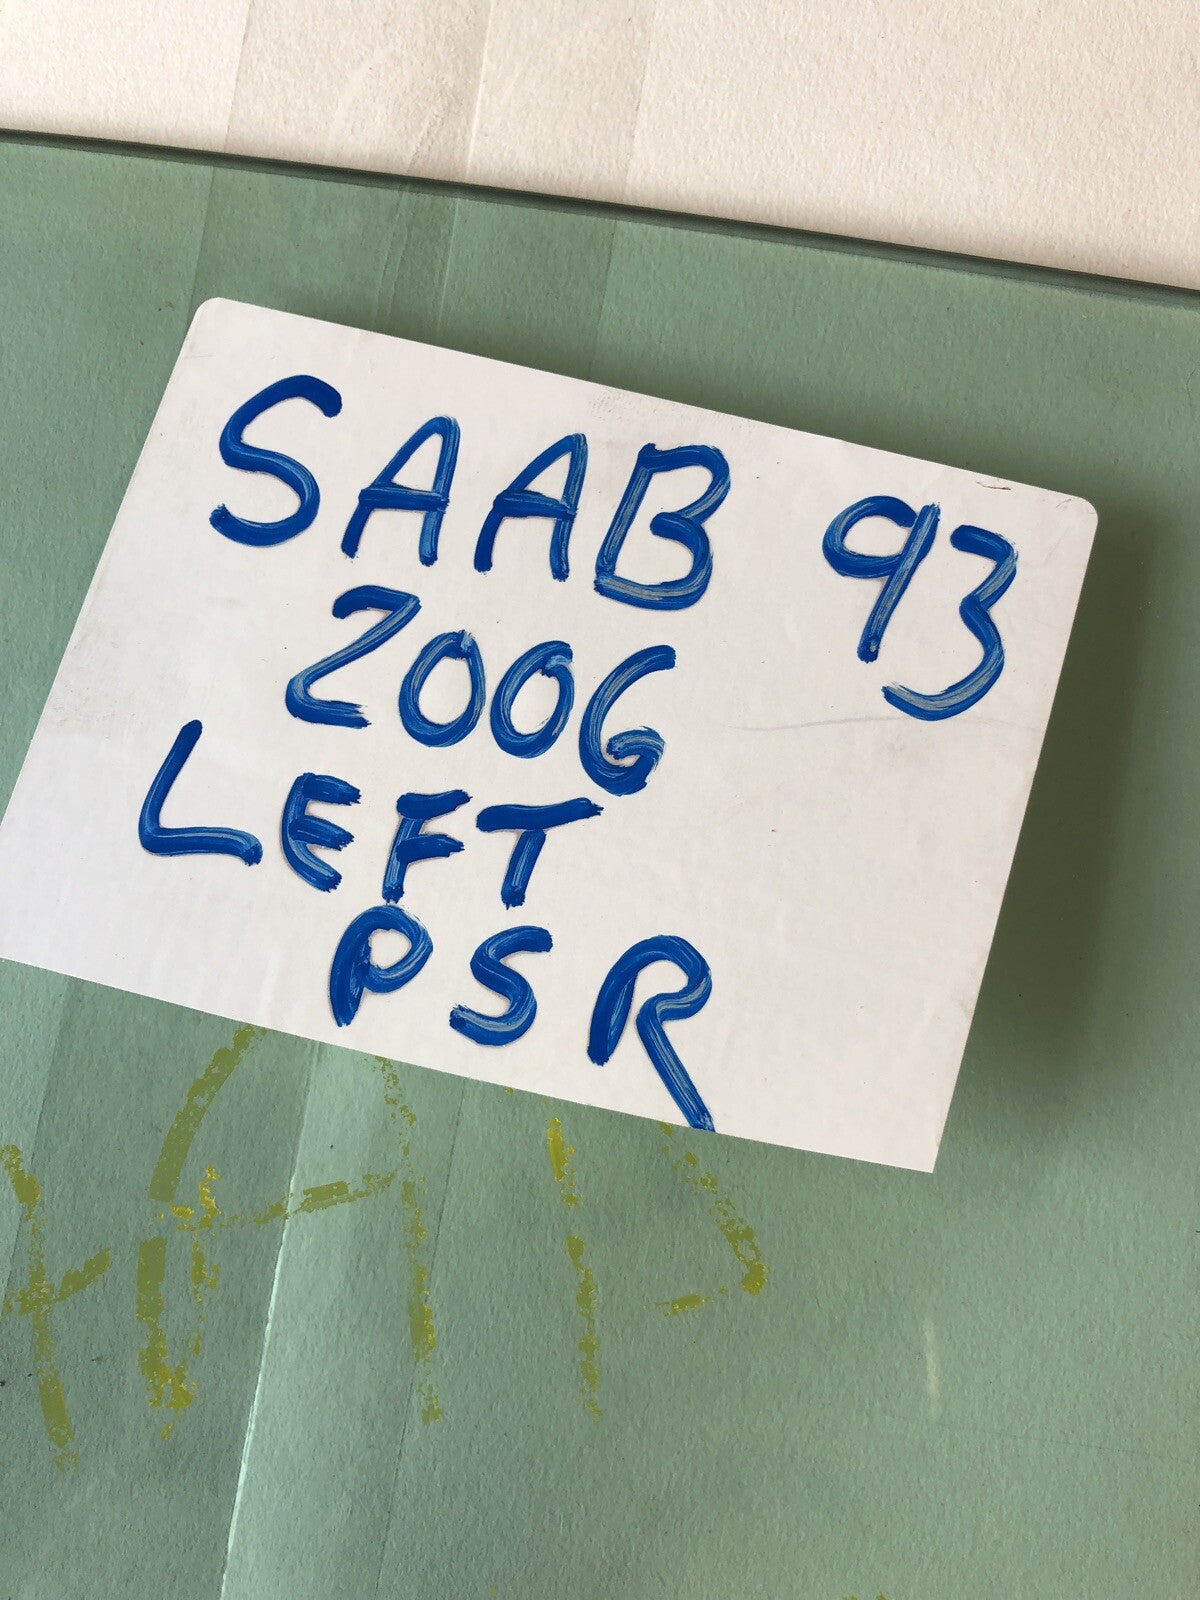 SAAB 93
2006
LEFT
PSR